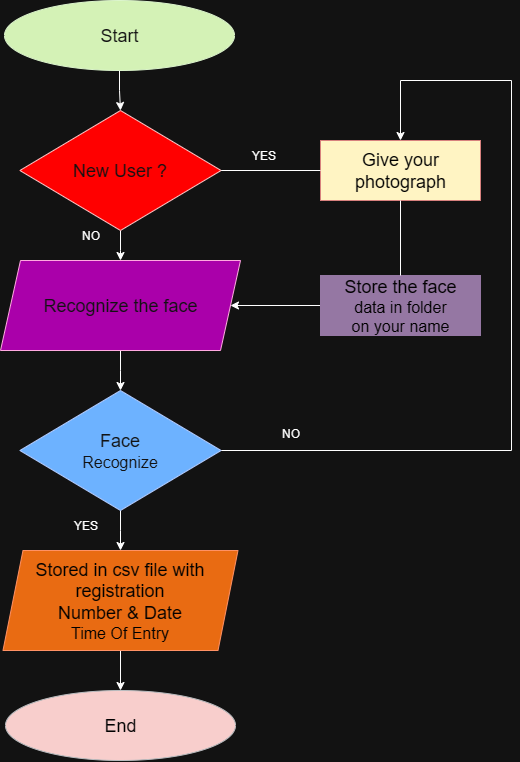 Start
New User ?
YES
Give your
photograph
NO
Recognize the face
Store the face
data in folder
on your name
Face
Recognize
NO
YES
Stored in csv file with
registration
Number & Date
Time Of Entry
End